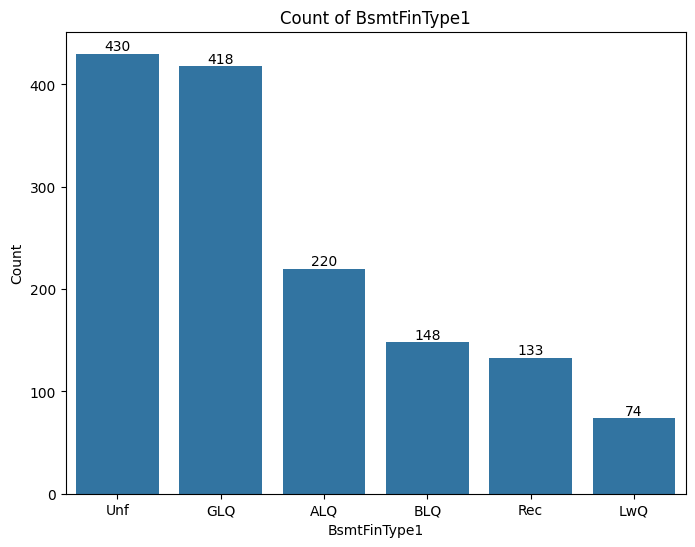 Count of BsmtFinType1
430
418
220
148
133
74
400
300
200
100
0
Count
Unf GLQ ALQ BLQ Rec LwQ
BsmtFinType1